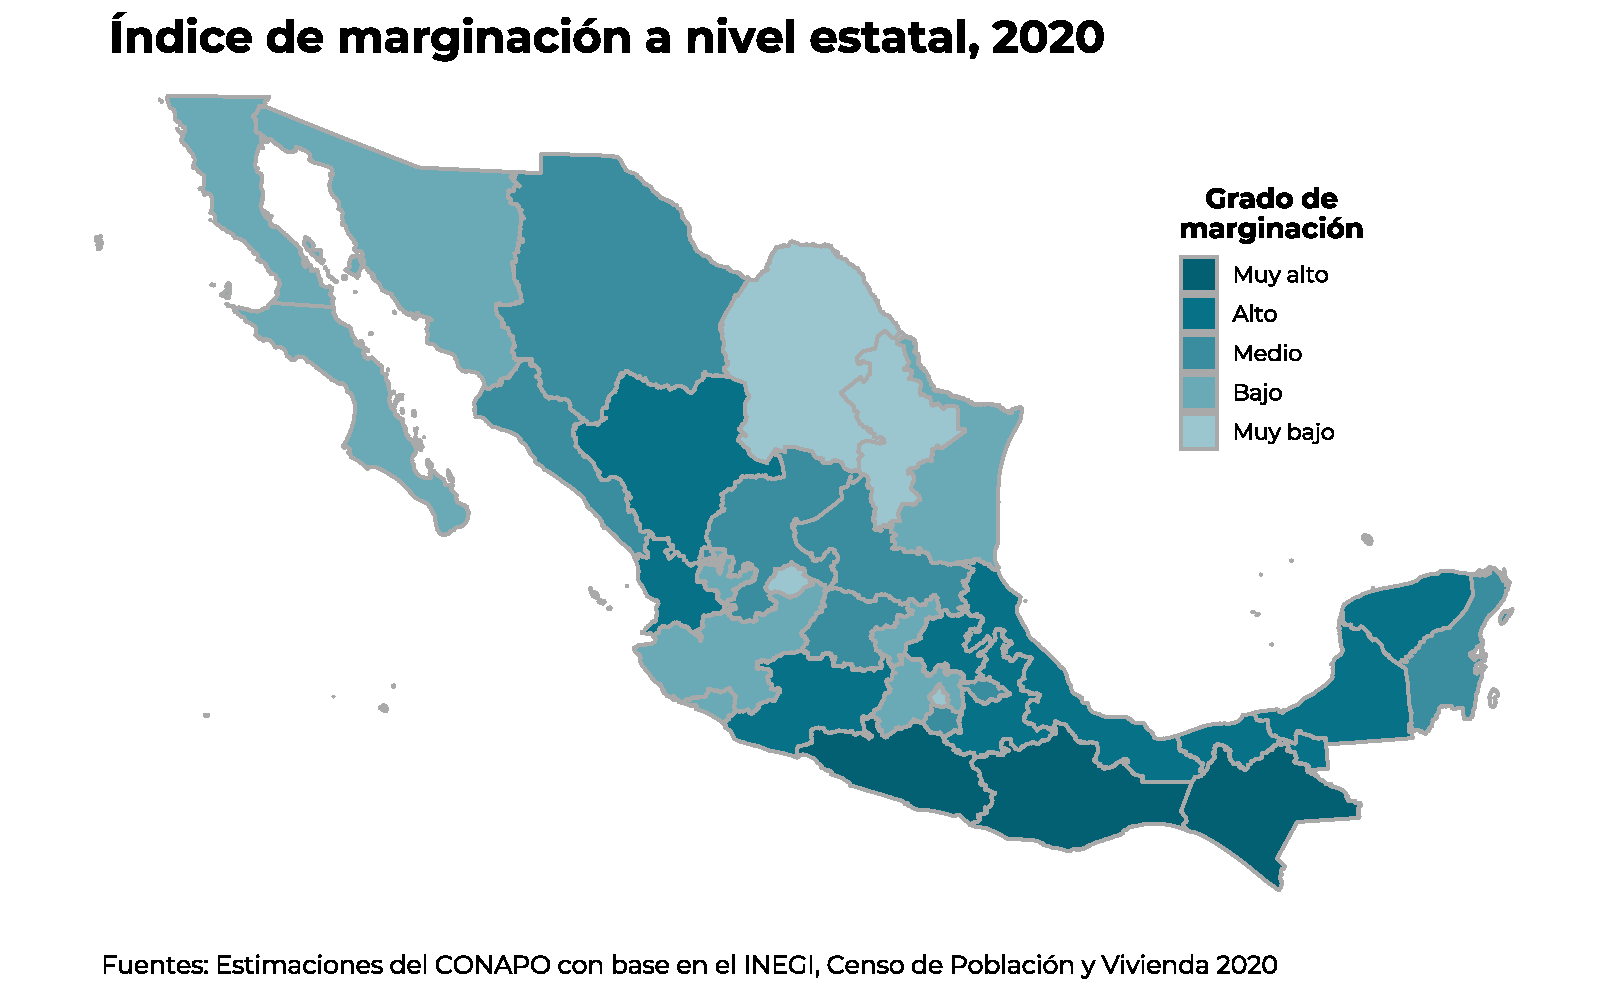 Índice de marginación a nivel estatal, 2020
Grado de
marginación
Muy alto
Alto
Medio
Bajo
Muy bajo
Fuentes: Estimaciones del CONAPO con base en el INEGI, Censo de Población y Vivienda 2020